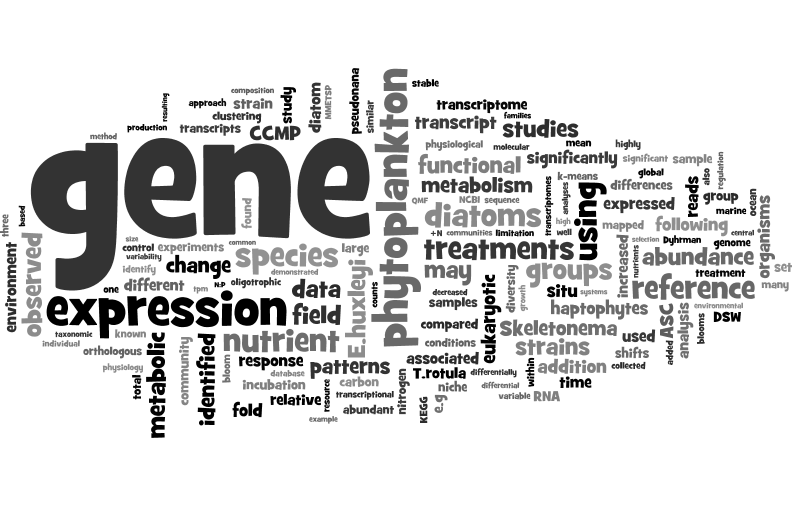 composition
resulting
approach
strain
study
diatom
MMETSP
pseudonana
similar
stable
clustering
production
transcripts
CCMP
method
phytoplankton
transcriptome
families
transcript
studies
gene
found
physiological
molecular
mean
highly
functional
significantly
significant
sample
regulation
k-means
global
metabolism
differences
reads
also
group
QMF
NCBI
sequence
transcriptomes
analyses
using
expressed
marine
ocean
diatoms
high
mapped
following
organisms
+N
communities
limitation
well
selection
Dyhrman
central
genome
three
based
environment
observed
size
control
variability
experiments
common
species
large
identify
change
demonstrated
treatments
increased
nutrients
abundance
treatment
set
many
may
groups
reference
one
different
tpm
N:P
oligotrophic
data
E.huxleyi
counts
decreased
samples
eukaryotic
diversity
growth
situ
systems
haptophytes
ASC
analysis
environmental
blooms
DSW
expression
field
compared
Skeletonema
used
taxonomic
known
individual
nutrient
conditions
strains
shifts
added
orthologous
metabolic
community
identified
bloom
response
patterns
associated
within
addition
collected
physiology
total
database
incubation
carbon
nitrogen
T.rotula
differentially
niche
differential
time
relative
resource
transcriptional
KEGG
e.g
variable
RNA
fold
abundant
example